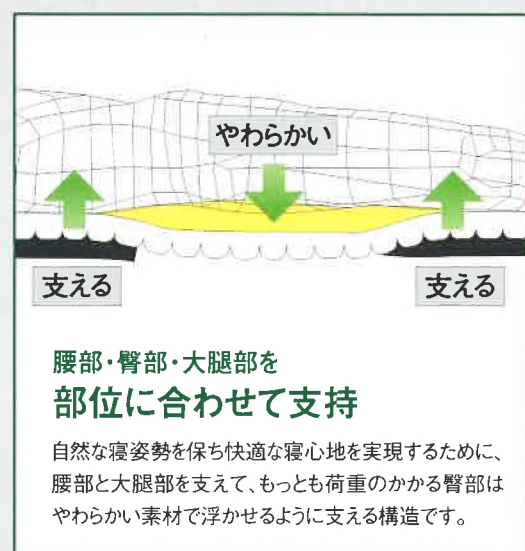 やわらかい
支える
支える
腰部・臀部・大腿部を
部位に合わせて支持
自然な寝姿勢を保ち快適な寝心地を実現するために、
腰部と大腿部を支えて、もっとも荷重のかかる臀部は
やわらかい素材で浮かせるように支える構造です。